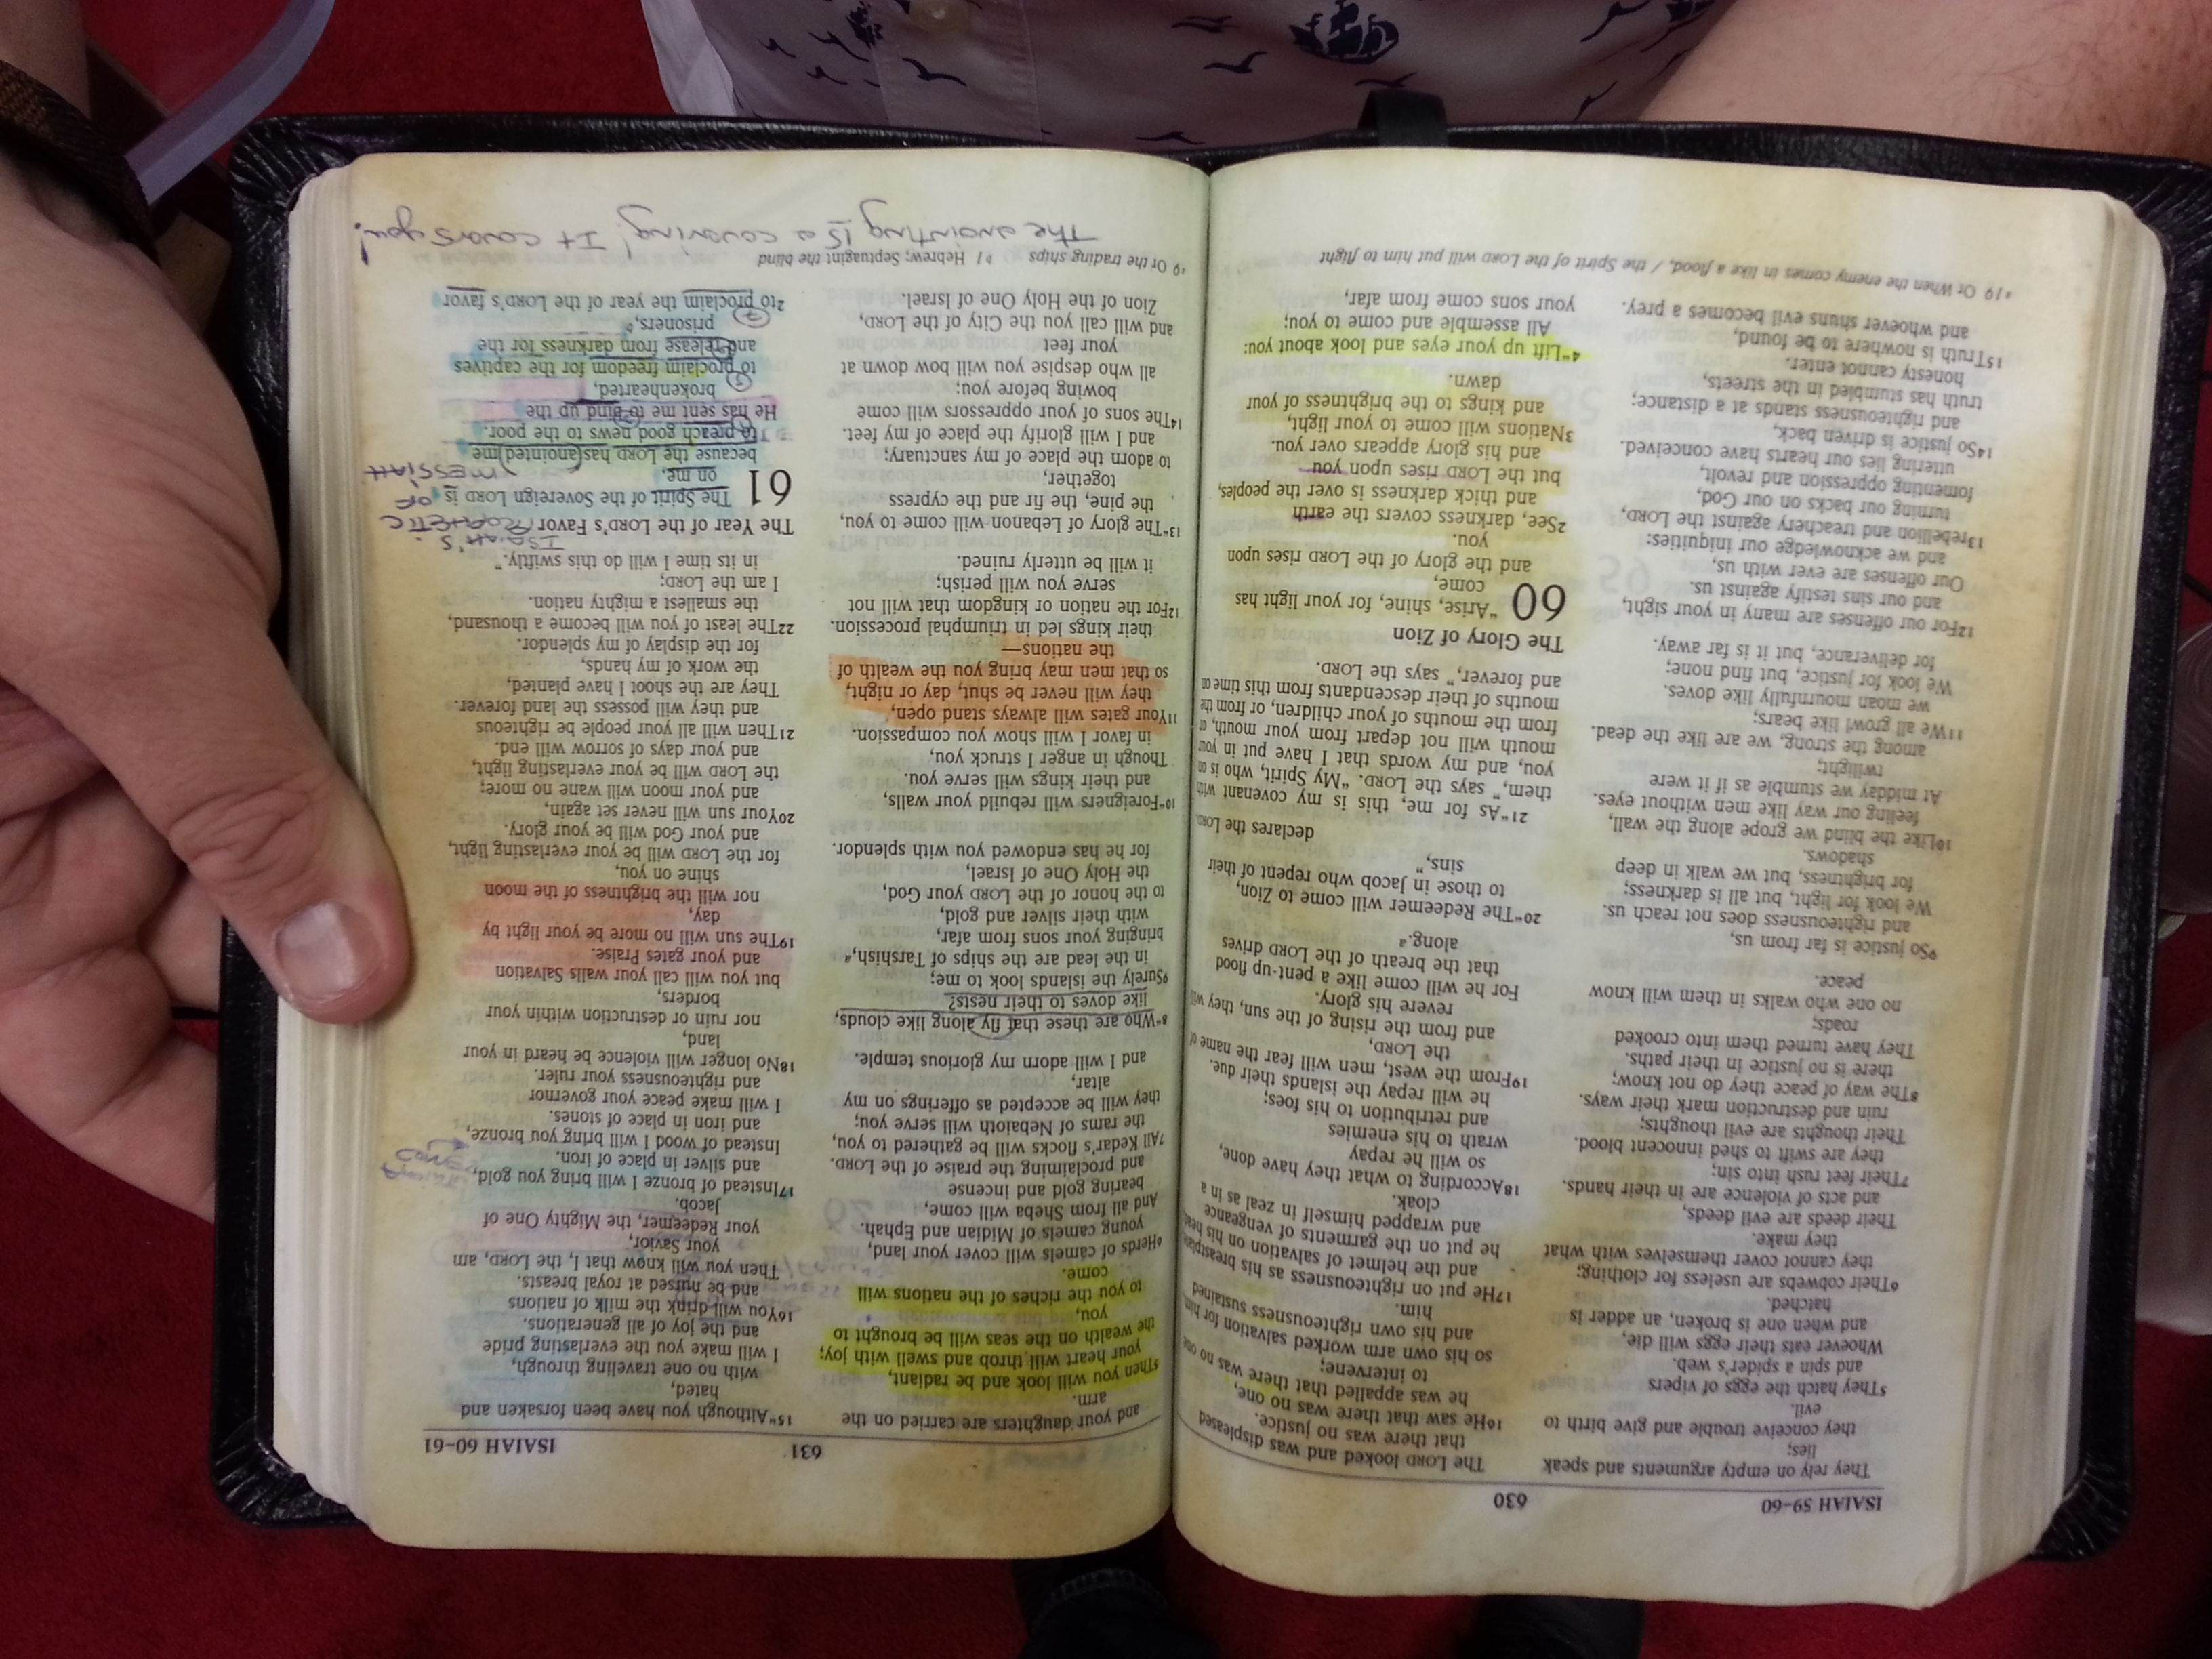 ISAIAH 59–60
630
They rely on empty arguments and speak
lies;
they conceive trouble and give birth to
evil.
5They hatch the eggs of vipers
and spin a spider's web.
Whoever eats their eggs will die,
and when one is broken, an adder is
hatched.
6Their cobwebs are useless for clothing;
they cannot cover themselves with what
they make.
Their deeds are evil deeds,
and acts of violence are in their hands.
7Their feet rush into sin;
they are swift to shed innocent blood.
Their thoughts are evil thoughts;
ruin and destruction mark their ways.
8The way of peace they do not know;
there is no justice in their paths.
They have turned them into crooked
roads;
no one who walks in them will know
peace.
9So justice is far from us,
and righteousness does not reach us.
We look for light, but all is darkness;
for brightness, but we walk in deep
shadows.
10Like the blind we grope along the wall,
feeling our way like men without eyes.
At midday we stumble as if it were
twilight;
among the strong, we are like the dead.
11We all growl like bears;
we moan mournfully like doves.
We look for justice, but find none;
for deliverance, but it is far away.
12For our offenses are many in your sight,
and our sins testify against us.
Our offenses are ever with us,
and we acknowledge our iniquities:
13rebellion and treachery against the LORD,
turning our backs on our God,
fomenting oppression and revolt,
uttering lies our hearts have conceived.
14So justice is driven back,
and righteousness stands at a distance;
truth has stumbled in the streets,
honesty cannot enter.
15Truth is nowhere to be found,
and whoever shuns evil becomes a prey.
The LORD looked and was displeased
that there was no justice.
16He saw that there was no one,
he was appalled that there was no one
to intervene;
so his own arm worked salvation for him,
and his own righteousness sustained
him.
17He put on righteousness as his breastplate,
and the helmet of salvation on his head;
he put on the garments of vengeance
and wrapped himself in zeal as in a
cloak.
18According to what they have done,
so will he repay
wrath to his enemies
and retribution to his foes;
he will repay the islands their due.
19From the west, men will fear the name of
the LORD,
and from the rising of the sun, they will
revere his glory.
For he will come like a pent-up flood
that the breath of the LORD drives
along.a
20"The Redeemer will come to Zion,
to those in Jacob who repent of their
sins,"
declares the LORD.
21"As for me, this is my covenant with
them," says the LORD. "My Spirit, who is on
you, and my words that I have put in your
mouth will not depart from your mouth, or
from the mouths of your children, or from the
mouths of their descendants from this time on
and forever," says the LORD.
The Glory of Zion
60 "Arise, shine, for your light has
come,
and the glory of the LORD rises upon
you.
2See, darkness covers the earth
and thick darkness is over the peoples,
but the LORD rises upon you
and his glory appears over you.
3Nations will come to your light,
and kings to the brightness of your
dawn.
4"Lift up your eyes and look about you:
All assemble and come to you;
your sons come from afar,
a19 Or When the enemy comes in like a flood, / the Spirit of the LORD will put him to flight
631
ISAIAH 60–61
and your daughters are carried on the
arm.
5Then you will look and be radiant,
your heart will throb and swell with joy;
the wealth on the seas will be brought to
you,
to you the riches of the nations will
come.
6Herds of camels will cover your land,
young camels of Midian and Ephah.
And all from Sheba will come,
bearing gold and incense
and proclaiming the praise of the LORD.
7All Kedar's flocks will be gathered to you,
the rams of Nebaioth will serve you;
they will be accepted as offerings on my
altar,
and I will adorn my glorious temple.
8"Who are these that fly along like clouds,
like doves to their nests?
9Surely the islands look to me;
in the lead are the ships of Tarshish,a
bringing your sons from afar,
with their silver and gold,
to the honor of the LORD your God,
the Holy One of Israel,
for he has endowed you with splendor.
10"Foreigners will rebuild your walls,
and their kings will serve you.
Though in anger I struck you,
in favor I will show you compassion.
11Your gates will always stand open,
they will never be shut, day or night,
so that men may bring you the wealth of
the nations—
their kings led in triumphal procession.
12For the nation or kingdom that will not
serve you will perish;
it will be utterly ruined.
13"The glory of Lebanon will come to you,
the pine, the fir and the cypress
together,
to adorn the place of my sanctuary;
and I will glorify the place of my feet.
14The sons of your oppressors will come
bowing before you;
all who despise you will bow down at
your feet
and will call you the City of the LORD,
Zion of the Holy One of Israel.
15"Although you have been forsaken and
hated,
with no one traveling through,
I will make you the everlasting pride
and the joy of all generations.
16You will drink the milk of nations
and be nursed at royal breasts.
Then you will know that I, the LORD, am
your Savior,
your Redeemer, the Mighty One of
Jacob.
17Instead of bronze I will bring you gold,
and silver in place of iron.
Instead of wood I will bring you bronze,
and iron in place of stones.
I will make peace your governor
and righteousness your ruler.
18No longer will violence be heard in your
land,
nor ruin or destruction within your
borders,
but you will call your walls Salvation
and your gates Praise.
19The sun will no more be your light by
day,
nor will the brightness of the moon
shine on you,
for the LORD will be your everlasting light,
and your God will be your glory.
20Your sun will never set again,
and your moon will wane no more;
the LORD will be your everlasting light,
and your days of sorrow will end.
21Then will all your people be righteous
and they will possess the land forever.
They are the shoot I have planted,
the work of my hands,
for the display of my splendor.
22The least of you will become a thousand,
the smallest a mighty nation.
I am the LORD;
in its time I will do this swiftly."
ISAIAH'S
The Year of the LORD's Favor PROPHETIC
OF
MESSIAH
61 The Spirit of the Sovereign LORD is
on me,
because the LORD has anointed me
to preach good news to the poor.
He has sent me to bind up the
brokenhearted,
to proclaim freedom for the captives
and release from darkness for the
prisoners,b
2to proclaim the year of the LORD's favor
a9 Or the trading ships b1 Hebrew; Septuagint the blind
The anointing IS a covering! It covers you!